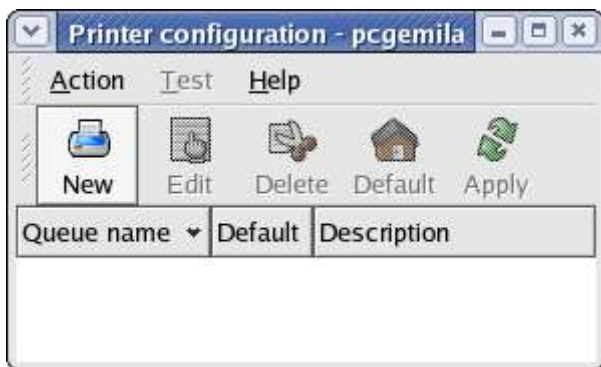 Printer configuration - pcgemila
Action Test Help
New Edit Delete Default Apply
Queue name Default Description